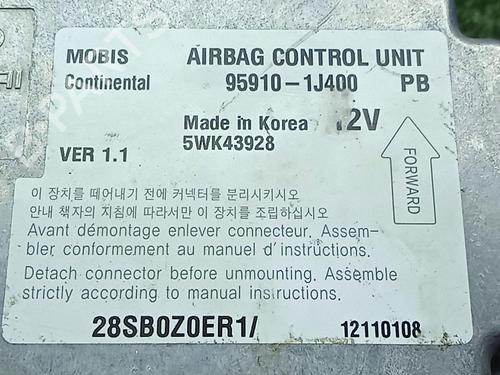 MOBIS AIRBAG CONTROL UNIT
Continental 95910-1J400 PB
Made in Korea 12V
5WK43928
VER 1.1
FORWARD
이 장치를 떼어내기 전에 커넥터를 분리시키시오
안내 책자의 지침에 따라서만 이 장치를 조립하십시오
Avant démontage enlever connecteur. Assem-
bler conformement au manuel d'instructions.
Detach connector before unmounting. Assemble
strictly according to manual instructions.
28SB0Z0ER1/ 12110108